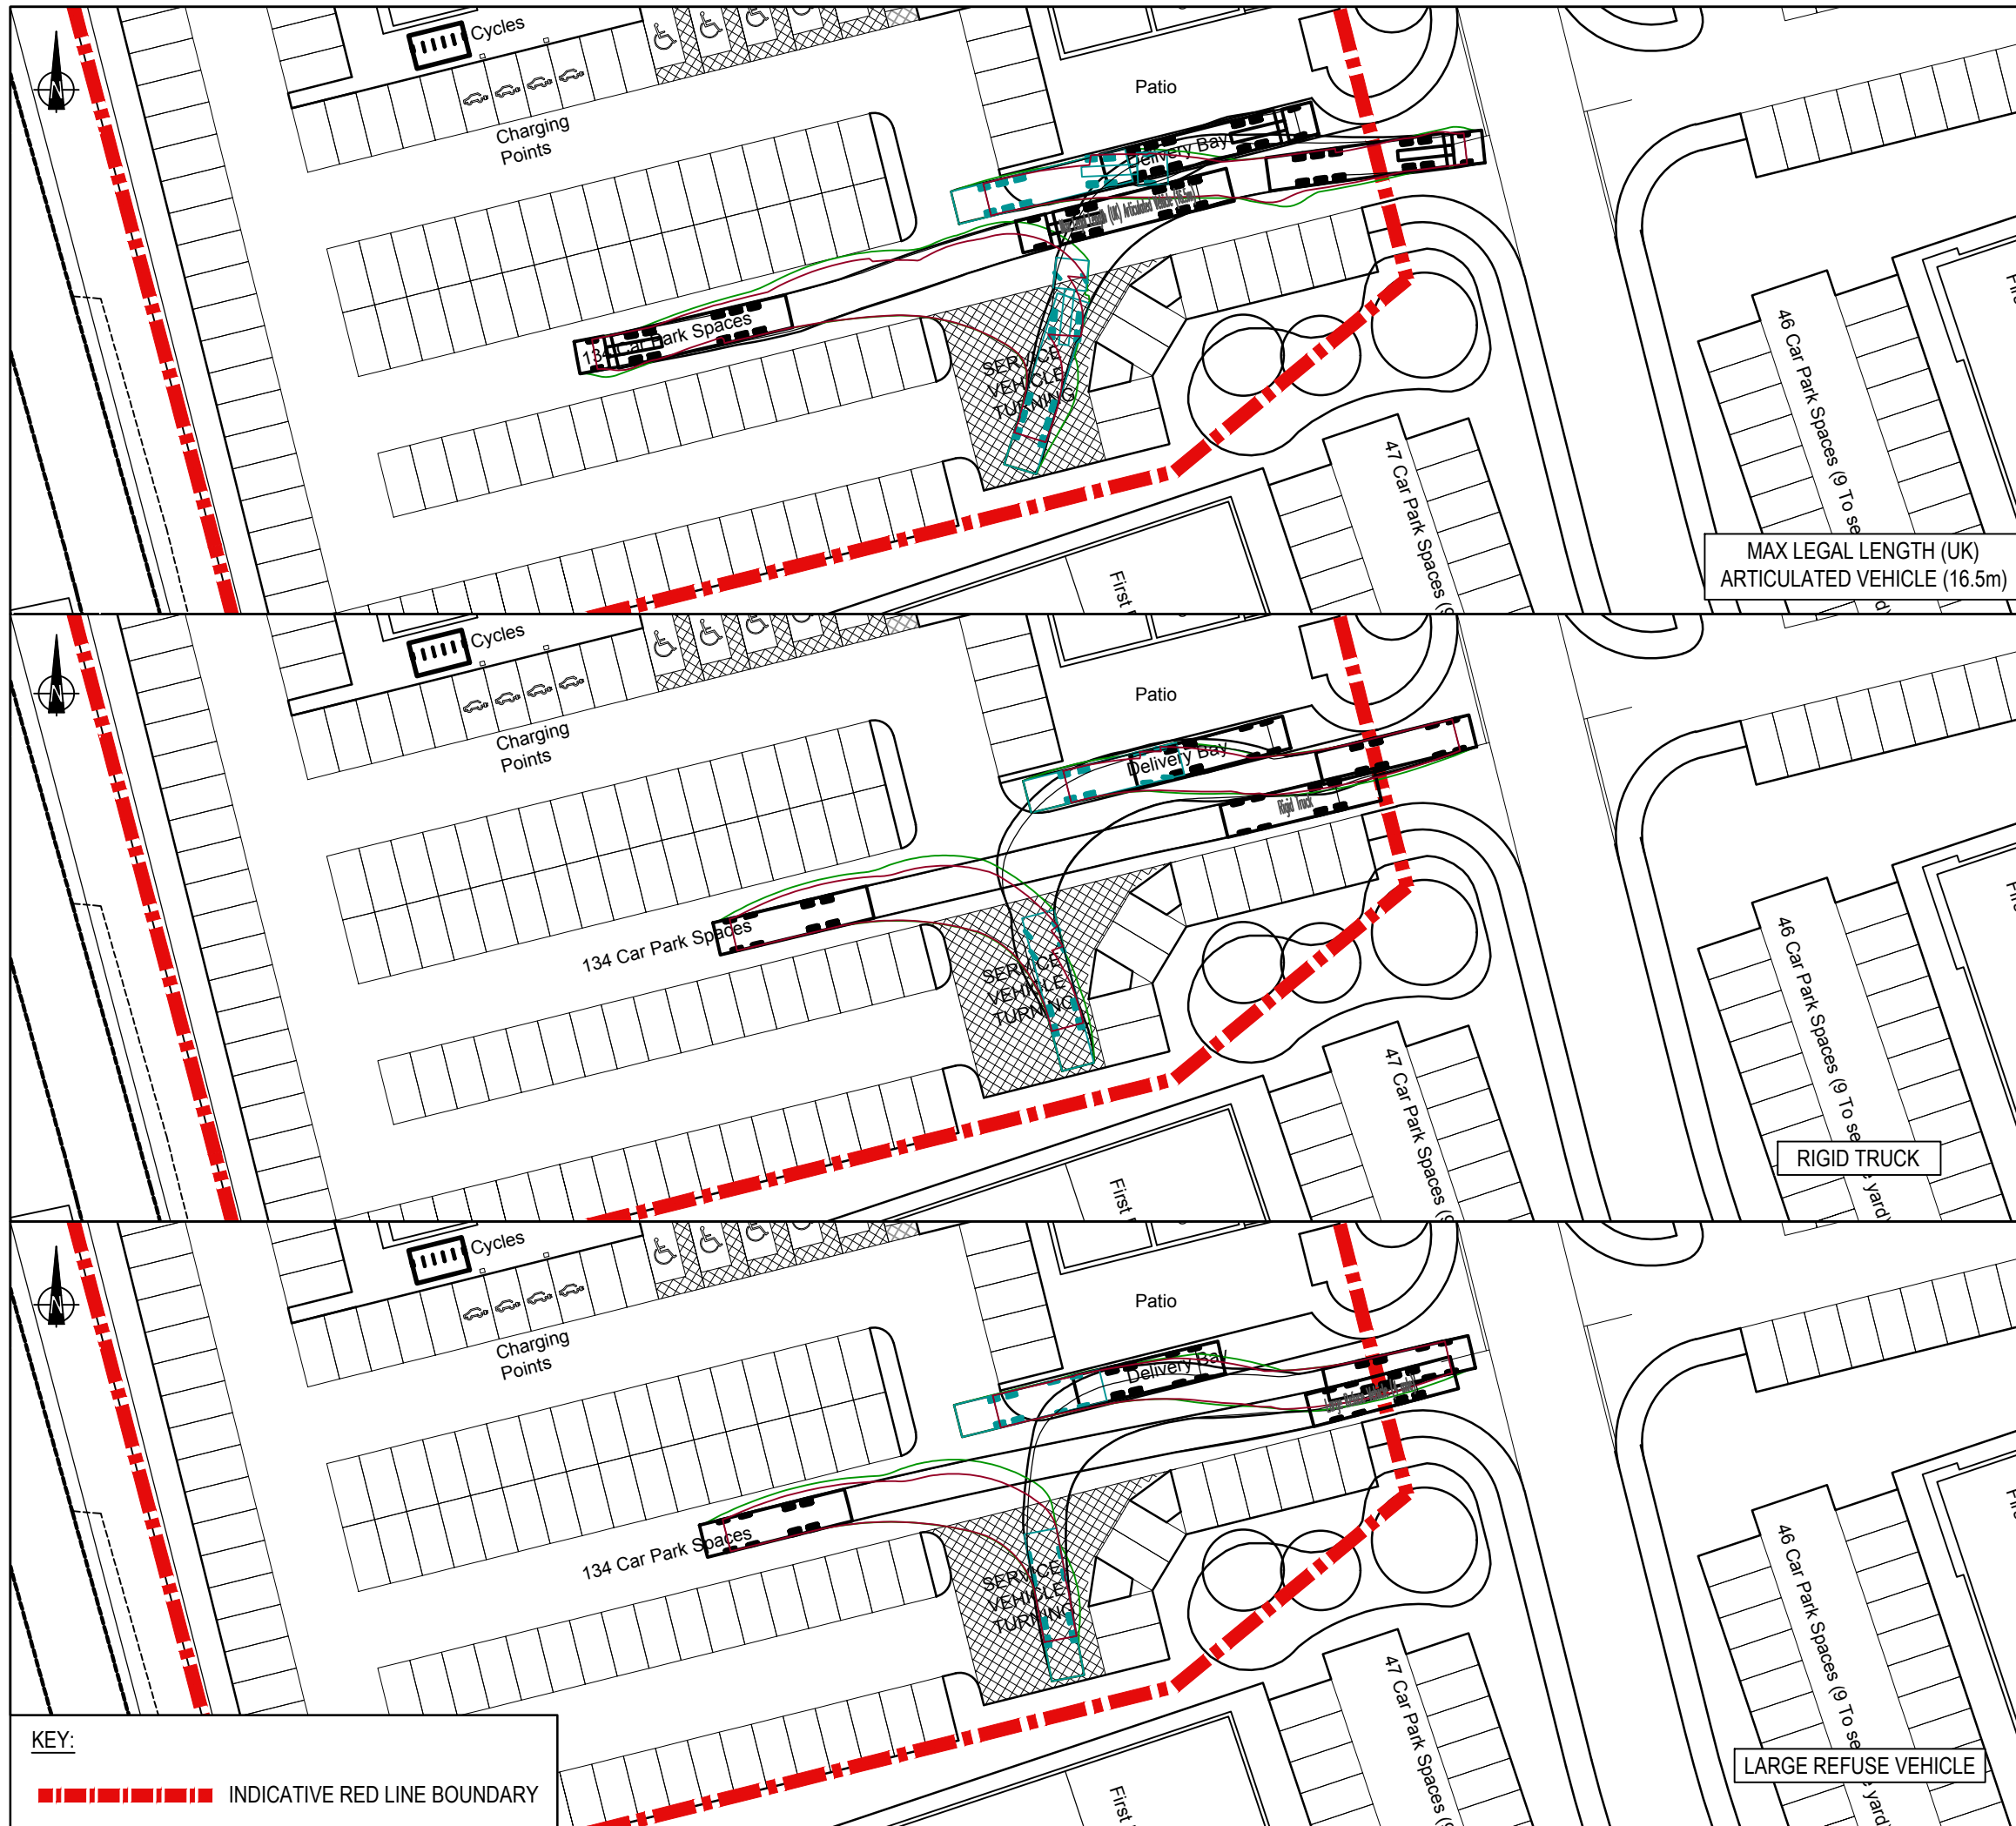 Cycles
N
Charging
Points
Patio
Delivery Bay
134 Car Park Spaces
SERVICE
VEHICLE
TURNING
46 Car Park Spaces (9 To se
47 Car Park Spaces (9
First
MAX LEGAL LENGTH (UK)
ARTICULATED VEHICLE (16.5m)
Cycles
N
Charging
Points
Patio
Delivery Bay
Rigid Truck
134 Car Park Spaces
SERVICE
VEHICLE
TURNING
46 Car Park Spaces (9 To se yard)
47 Car Park Spaces (9
First
RIGID TRUCK
Cycles
N
Charging
Points
Patio
Delivery Bay
134 Car Park Spaces
SERVICE
VEHICLE
TURNING
46 Car Park Spaces (9 To se yard)
47 Car Park Spaces (9
First
LARGE REFUSE VEHICLE
KEY:
INDICATIVE RED LINE BOUNDARY